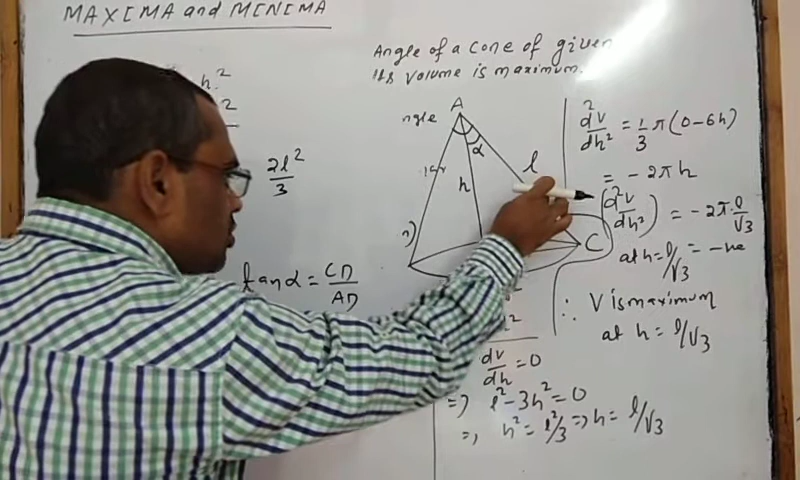 MAXIMA and MINIMA
Angle of a cone of given
its volume is maximum.
h²
2
2l²
3
tanα = CD
AD
ngle
A
α
l
h
C
dv
dh = 0
=) l² - 3h² = 0
=, h² = l²/3 => h = l/√3
d²v
dh² = 1/3 π (0-6h)
= - 2πh
(d²v
dh²) = -2π.l/√3
at h = l/√3 = -ve
∴ V is maximum
at h = l/√3